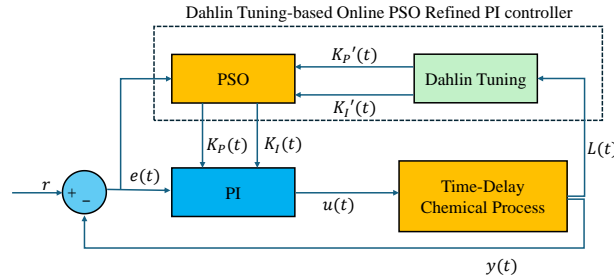 Dahlin Tuning-based Online PSO Refined PI controller
K_P'(t)
PSO
Dahlin Tuning
K_I'(t)
K_P(t) K_I(t)
L(t)
r
+
−
e(t)
PI
u(t)
Time-Delay
Chemical Process
y(t)